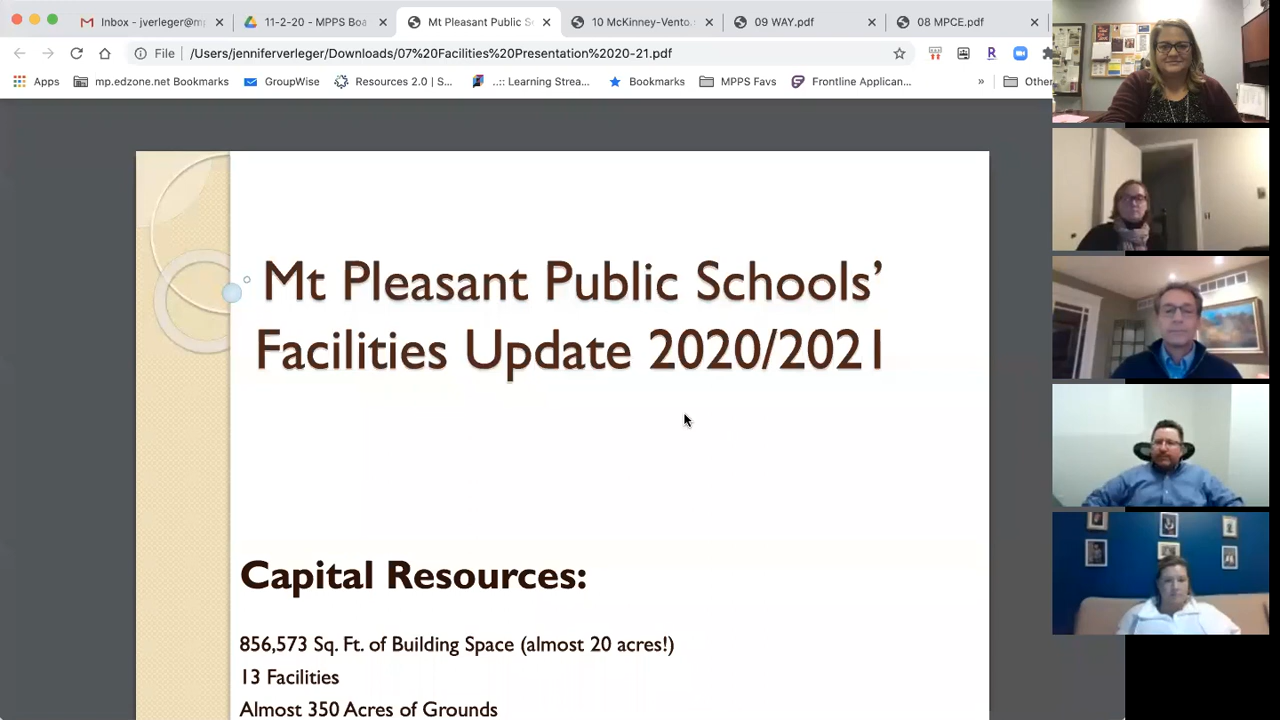 Inbox - jverleger@m
11-2-20 - MPPS Boa
Mt Pleasant Public S
10 McKinney-Vento.
09 WAY.pdf
08 MPCE.pdf
File
/Users/jenniferverleger/Downloads/07%20Facilities%20Presentation%2020-21.pdf
Apps
mp.edzone.net Bookmarks
GroupWise
Resources 2.0 | S...
..:: Learning Strea...
Bookmarks
MPPS Favs
Frontline Applican...
»
Other
Mt Pleasant Public Schools’
Facilities Update 2020/2021
Capital Resources:
856,573 Sq. Ft. of Building Space (almost 20 acres!)
13 Facilities
Almost 350 Acres of Grounds